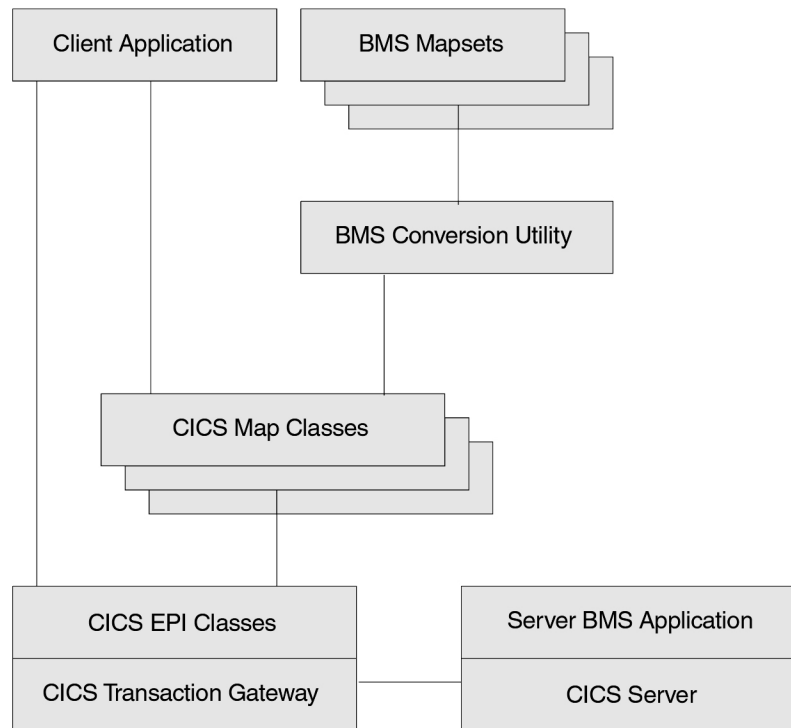 Client Application
BMS Mapsets
BMS Conversion Utility
CICS Map Classes
CICS EPI Classes
Server BMS Application
CICS Transaction Gateway
CICS Server